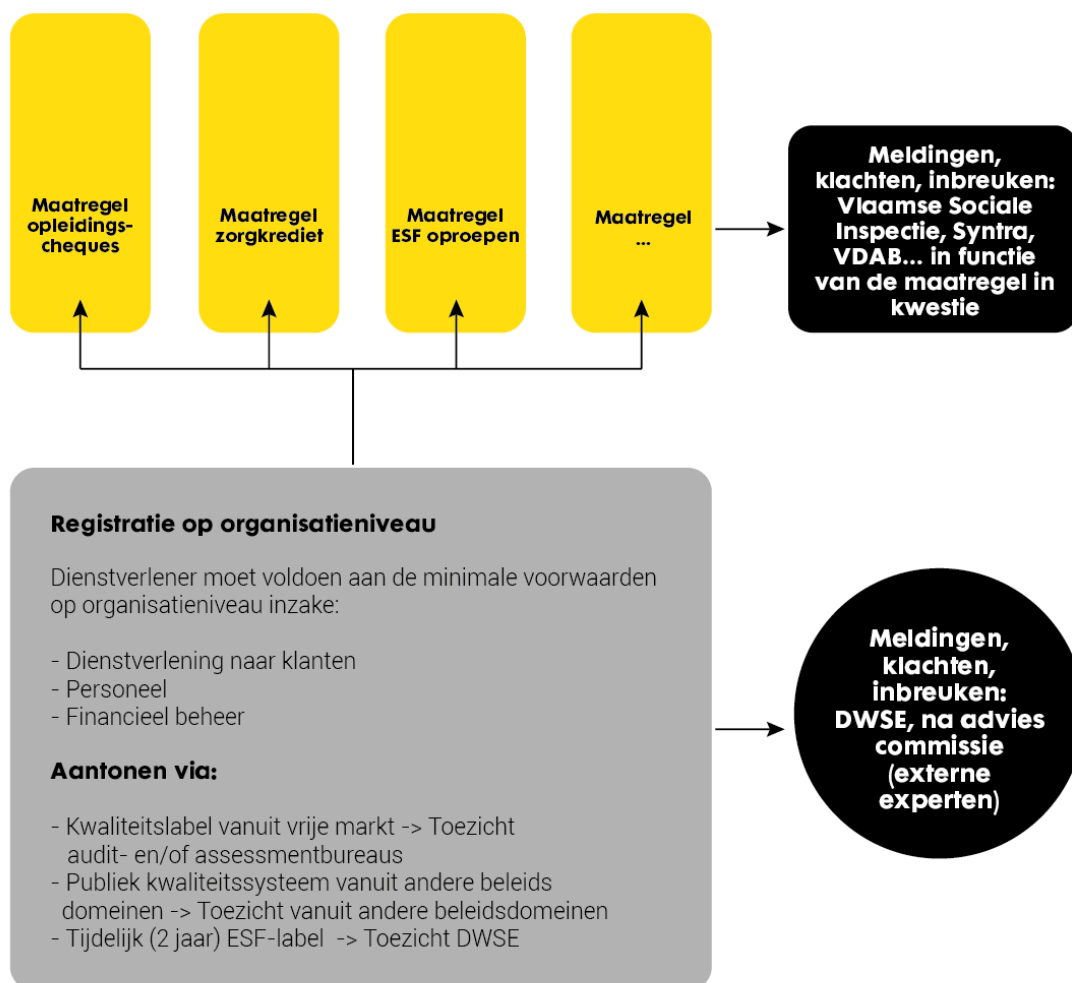 Maatregel
opleidings-
cheques
Maatregel
zorgkrediet
Maatregel
ESF oproepen
Maatregel
...
Meldingen,
klachten, inbreuken:
Vlaamse Sociale
Inspectie, Syntra,
VDAB... in functie
van de maatregel in
kwestie
Registratie op organisatieniveau
Dienstverlener moet voldoen aan de minimale voorwaarden
op organisatieniveau inzake:
- Dienstverlening naar klanten
- Personeel
- Financieel beheer
Aantonen via:
- Kwaliteitslabel vanuit vrije markt -> Toezicht
audit- en/of assessmentbureaus
- Publiek kwaliteitssysteem vanuit andere beleids
domeinen -> Toezicht vanuit andere beleidsdomeinen
- Tijdelijk (2 jaar) ESF-label -> Toezicht DWSE
Meldingen,
klachten,
inbreuken:
DWSE, na advies
commissie
(externe
experten)